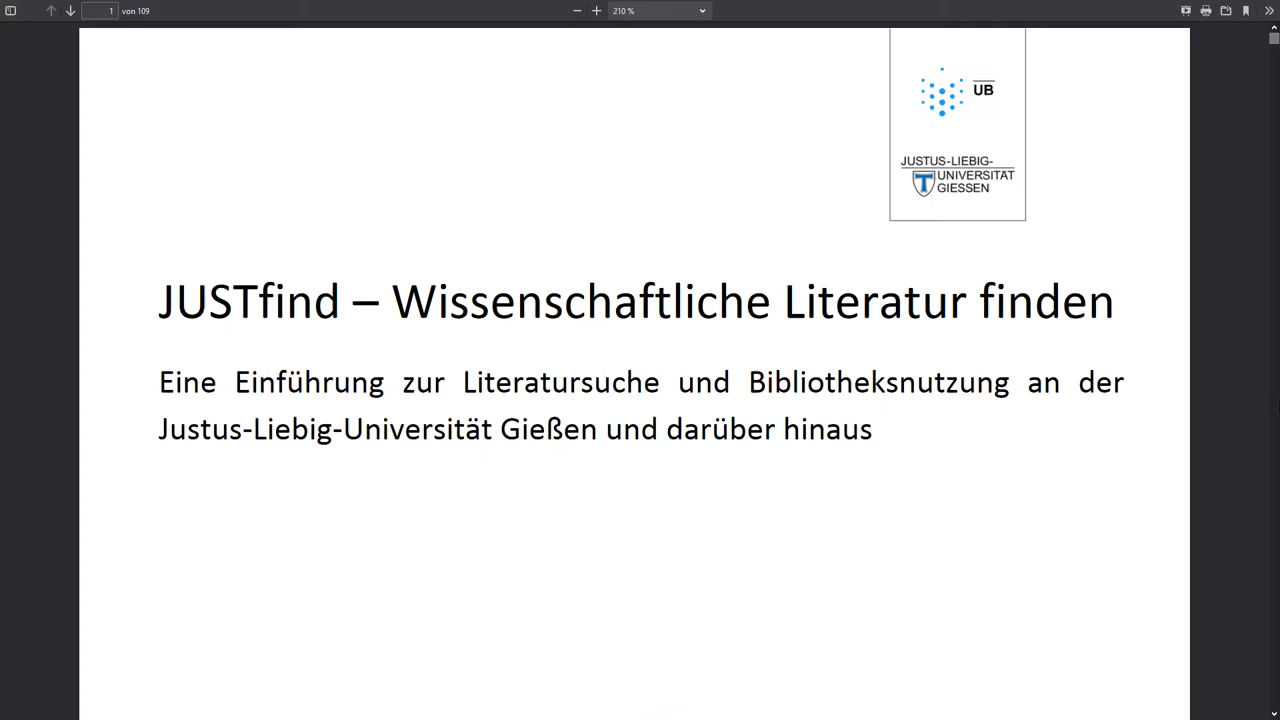 1 von 109 210 %
UB
JUSTUS-LIEBIG-
UNIVERSITÄT
GIESSEN
JUSTfind – Wissenschaftliche Literatur finden
Eine Einführung zur Literatursuche und Bibliotheksnutzung an der
Justus-Liebig-Universität Gießen und darüber hinaus